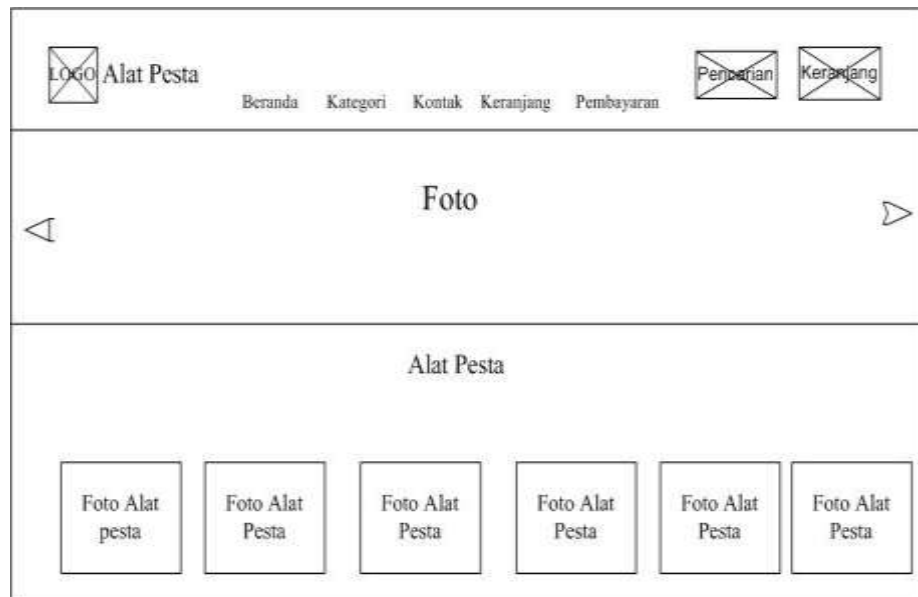 LOGO Alat Pesta
Pencarian Keranjang
Beranda Kategori Kontak Keranjang Pembayaran
Foto
Alat Pesta
Foto Alat
pesta
Foto Alat
Pesta
Foto Alat
Pesta
Foto Alat
Pesta
Foto Alat
Pesta
Foto Alat
Pesta